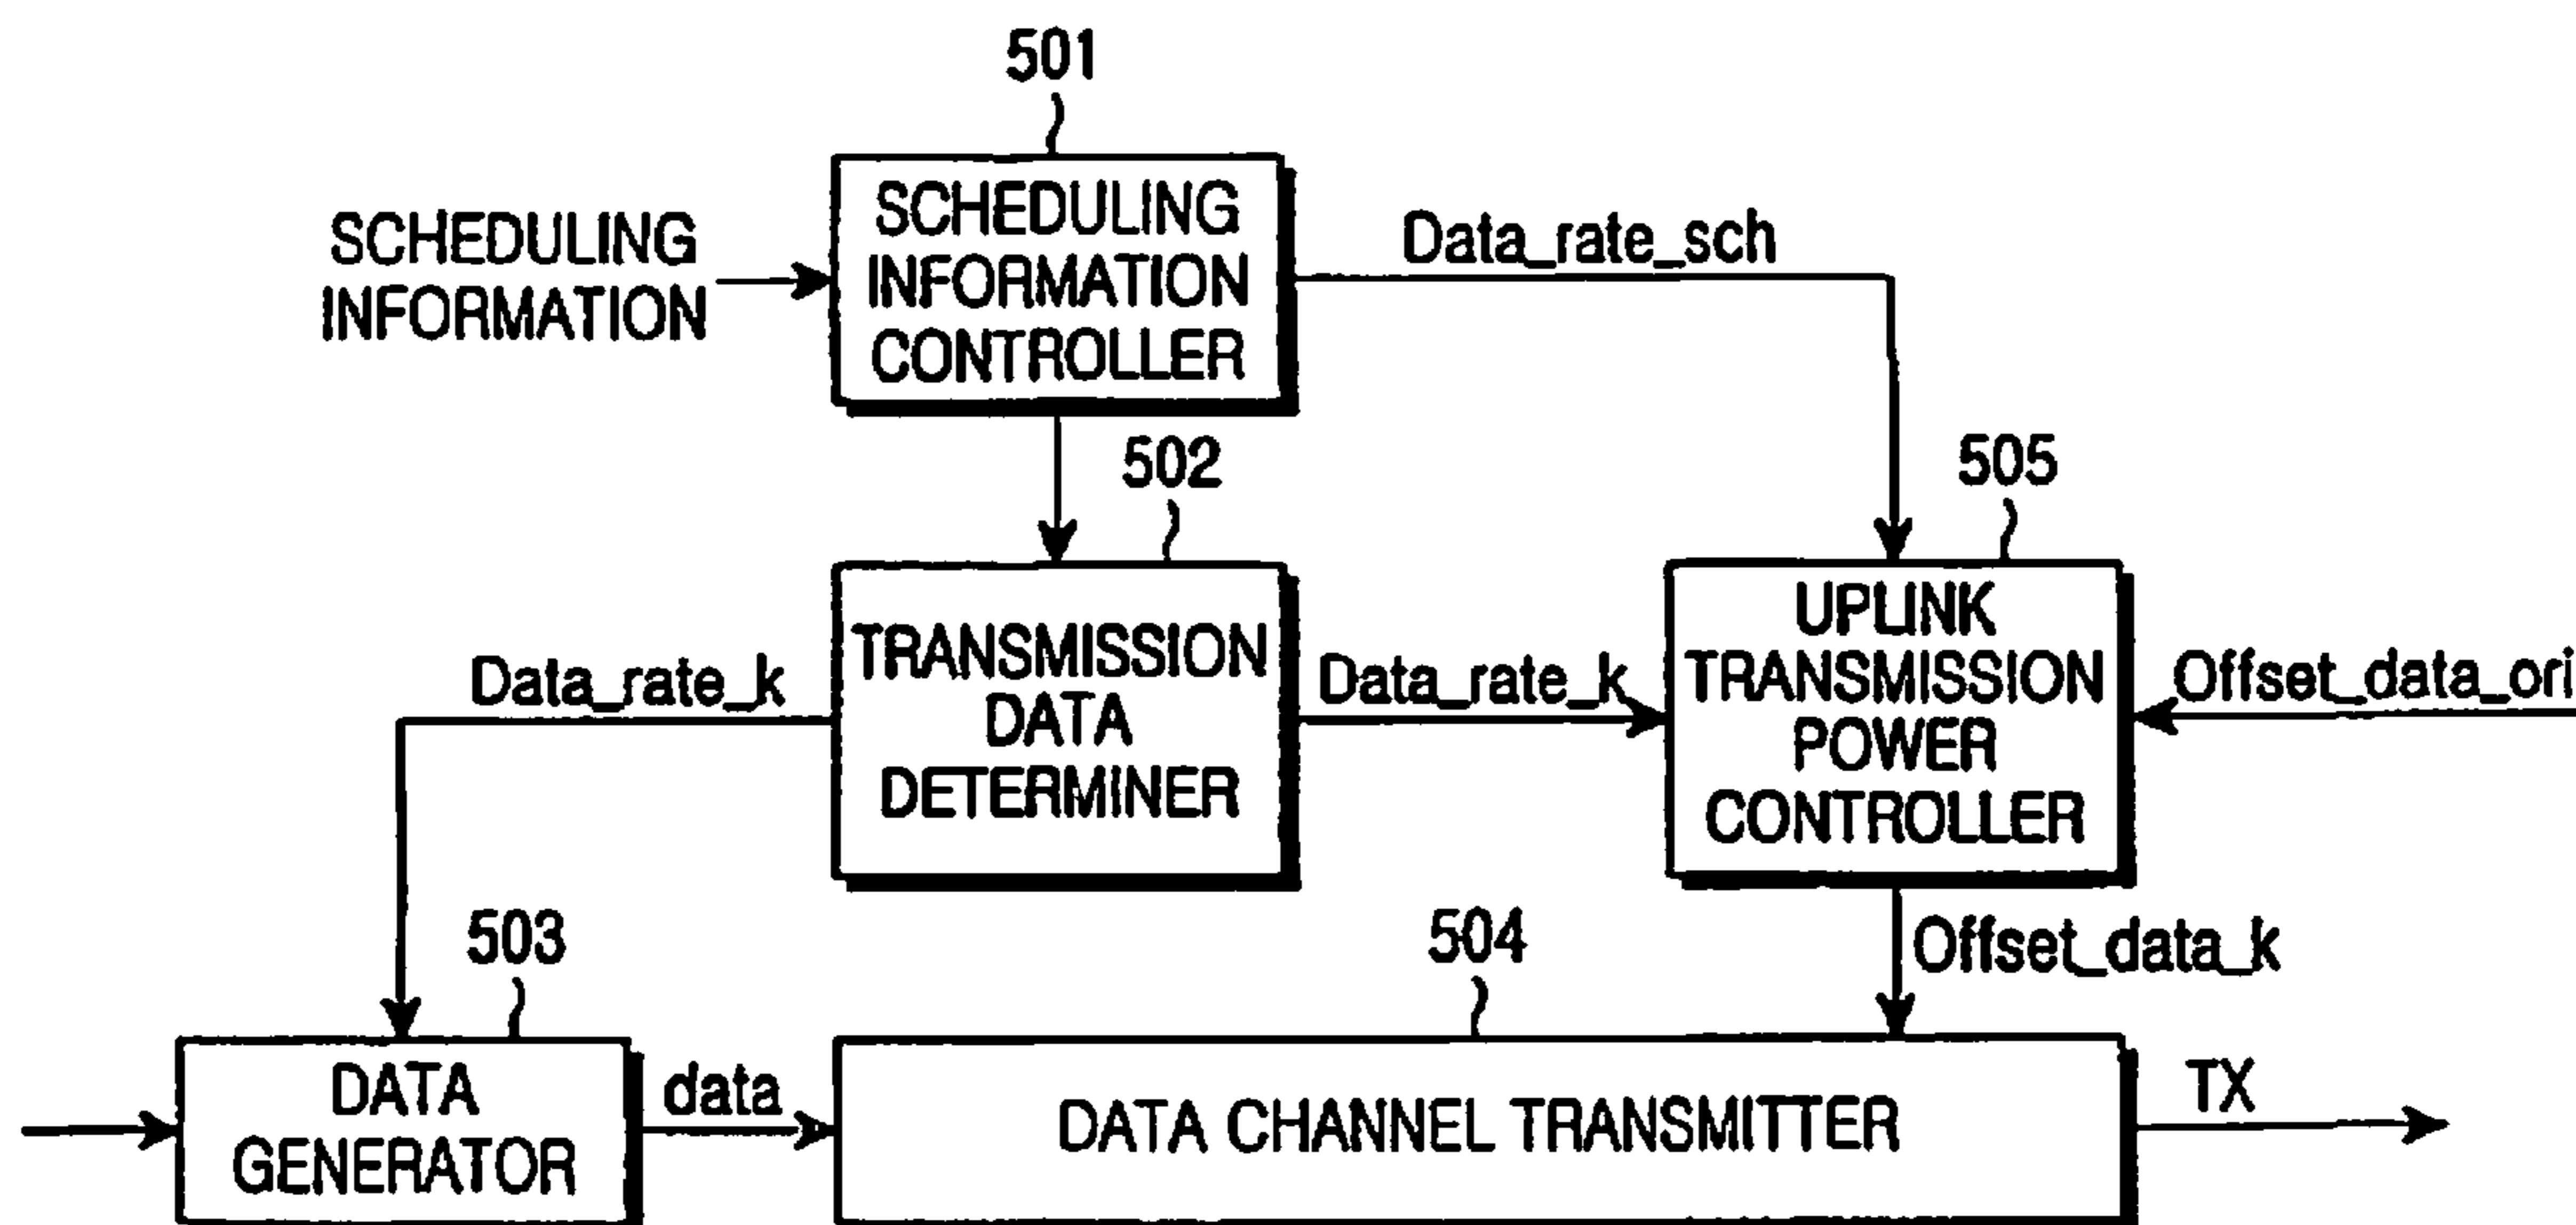 501
SCHEDULING
INFORMATION
SCHEDULING
INFORMATION
CONTROLLER
Data_rate_sch
502
505
Data_rate_k
TRANSMISSION
DATA
DETERMINER
Data_rate_k
UPLINK
TRANSMISSION
POWER
CONTROLLER
Offset_data_ori
503
504
Offset_data_k
DATA
GENERATOR
data
DATA CHANNEL TRANSMITTER
TX